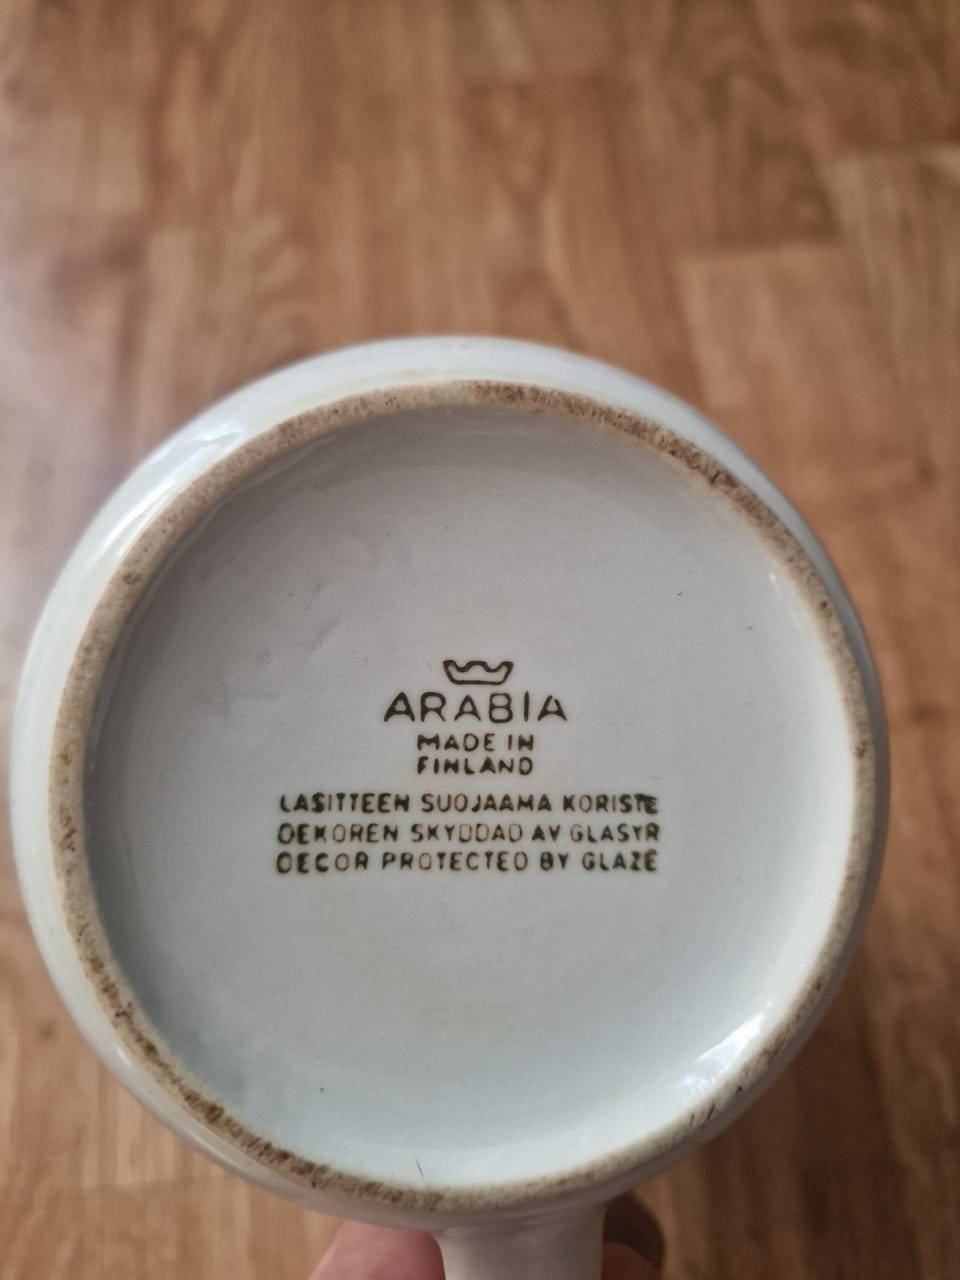 ARABIA
MADE IN
FINLAND
LASITTEEN SUOJAAMA KORISTE
DEKOREN SKYDDAD AV GLASYR
DECOR PROTECTED BY GLAZE